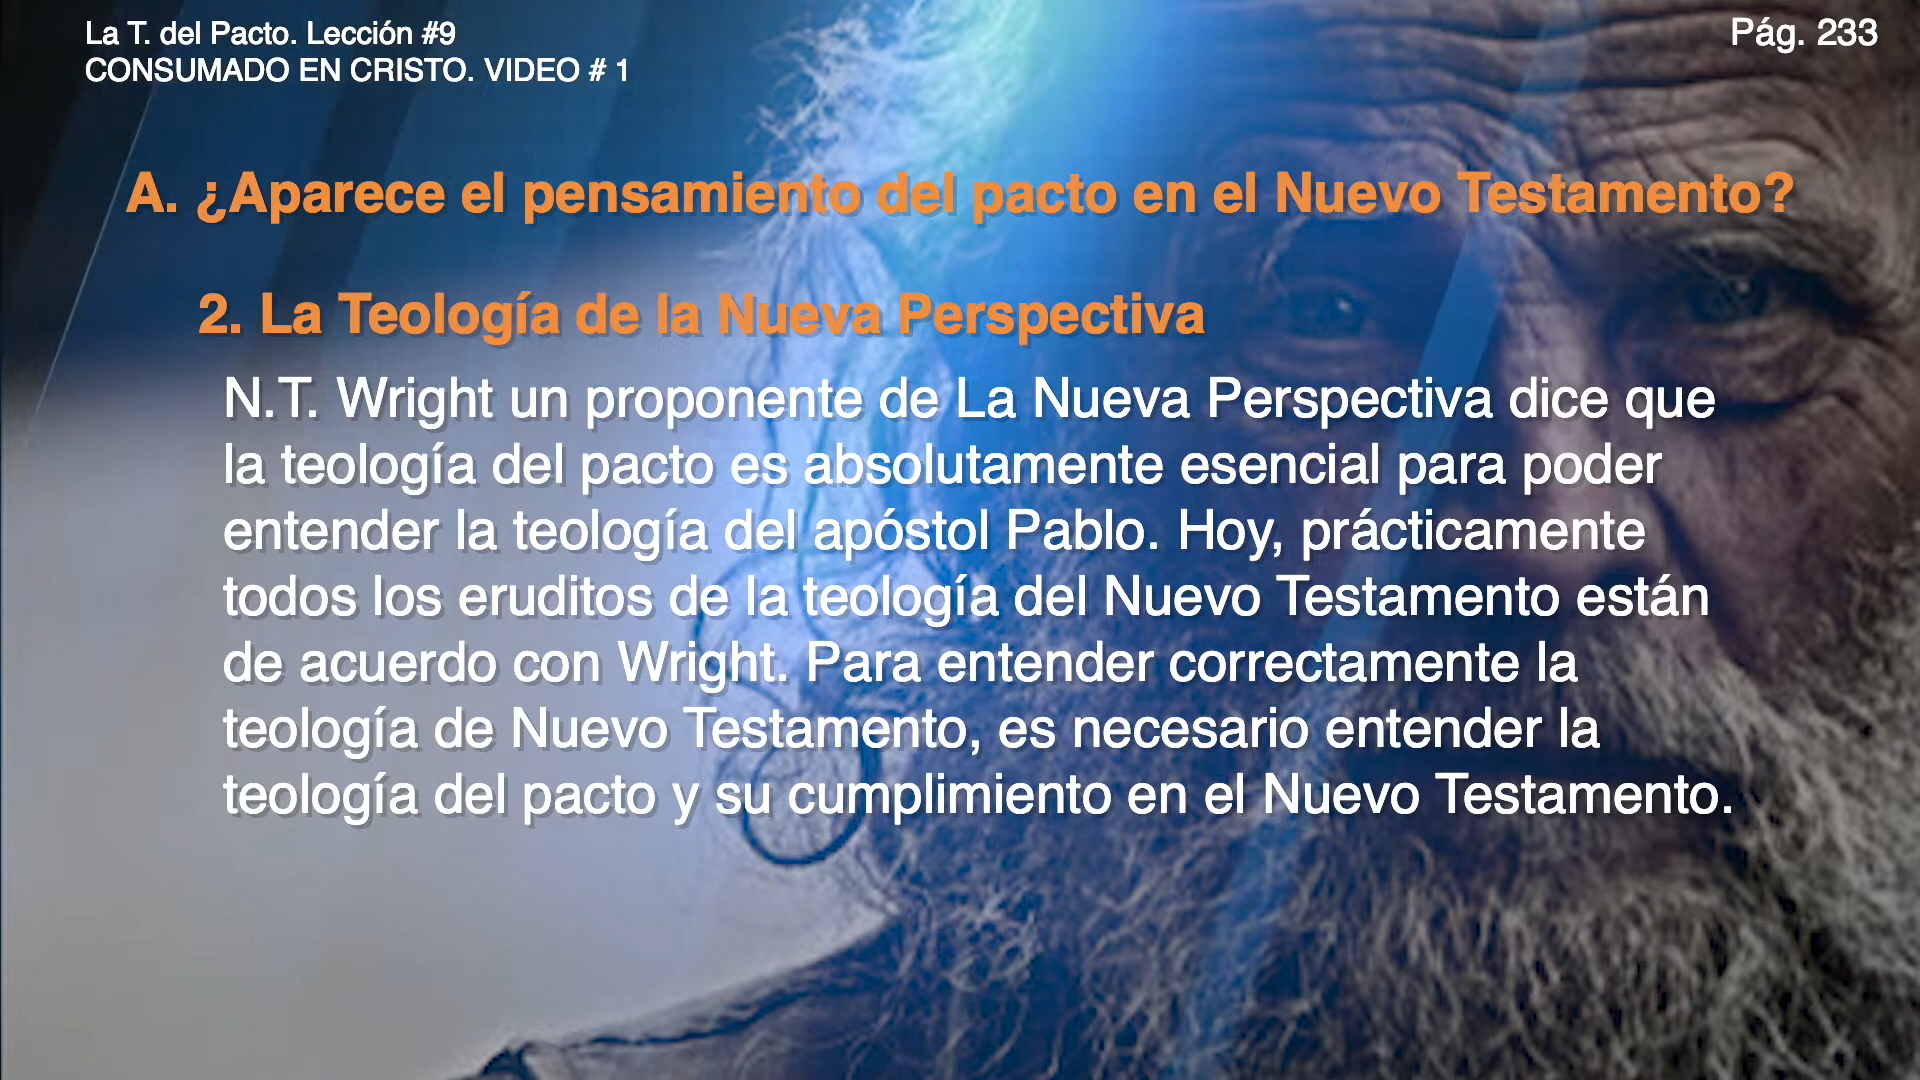 La T. del Pacto. Lección #9
CONSUMADO EN CRISTO. VIDEO # 1
Pág. 233
A. ¿Aparece el pensamiento del pacto en el Nuevo Testamento?
2. La Teología de la Nueva Perspectiva
N.T. Wright un proponente de La Nueva Perspectiva dice que
la teología del pacto es absolutamente esencial para poder
entender la teología del apóstol Pablo. Hoy, prácticamente
todos los eruditos de la teología del Nuevo Testamento están
de acuerdo con Wright. Para entender correctamente la
teología de Nuevo Testamento, es necesario entender la
teología del pacto y su cumplimiento en el Nuevo Testamento.